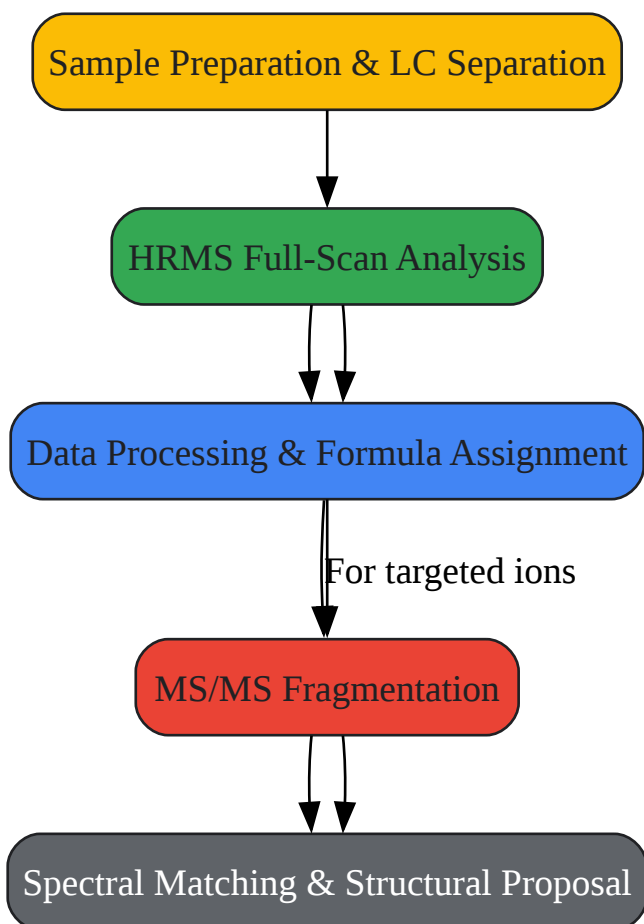 Sample Preparation & LC Separation
HRMS Full-Scan Analysis
Data Processing & Formula Assignment
For targeted ions
MS/MS Fragmentation
Spectral Matching & Structural Proposal